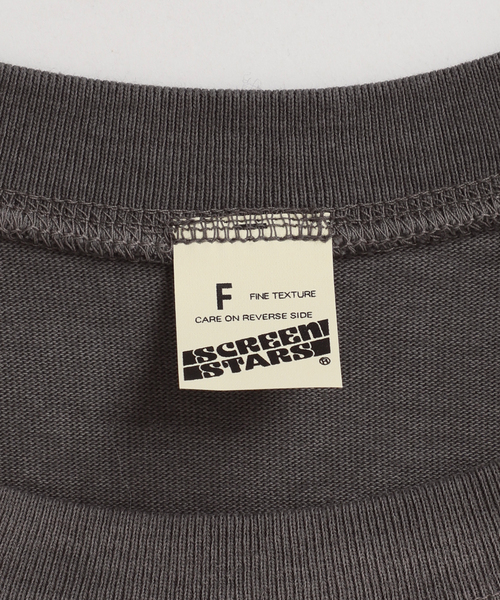 F FINE TEXTURE
CARE ON REVERSE SIDE
SCREEN
STARS®